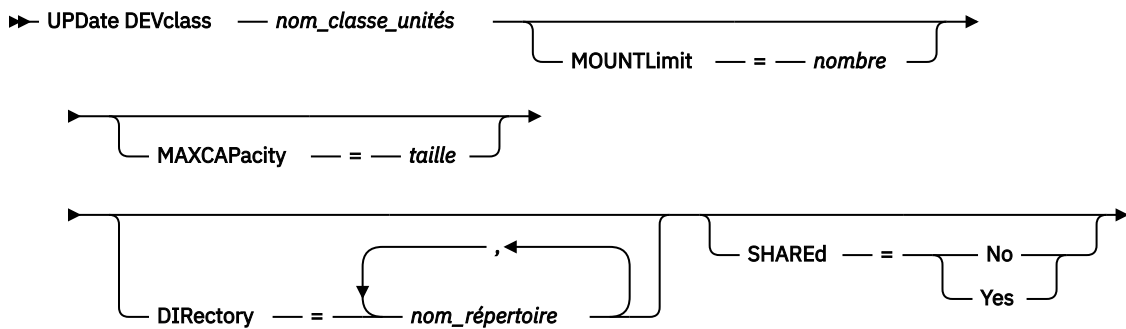 UPDate DEVclass nom_classe_unités
MOUNTLimit = nombre
MAXCAPacity = taille
,
SHAREd = No
Yes
DIRectory = nom_répertoire